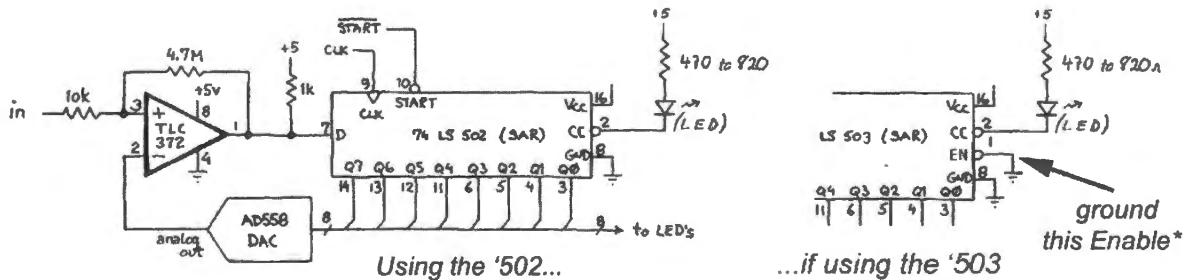 in
10k
4.7M
+5v
8
3
+
TLC
372
2
-
4
1
+5
1k
START
CLK
9
10
CLK
START
7
D
74 LS 502 (SAR)
Vcc
16
CC
2
GND
8
+5
470 to 820
(LED)
Q7 Q6 Q5 Q4 Q3 Q2 Q1 Q0
14 13 12 11 6 5 4 3
AD558
DAC
analog
out
8
8
to LED's
Using the '502...
+5
470 to 820Ω
(LED)
Vcc
16
LS 503 (SAR)
CC
2
EN
1
GND
8
Q4 Q3 Q2 Q1 Q0
11 6 5 4 3
ground
this Enable*
...if using the '503